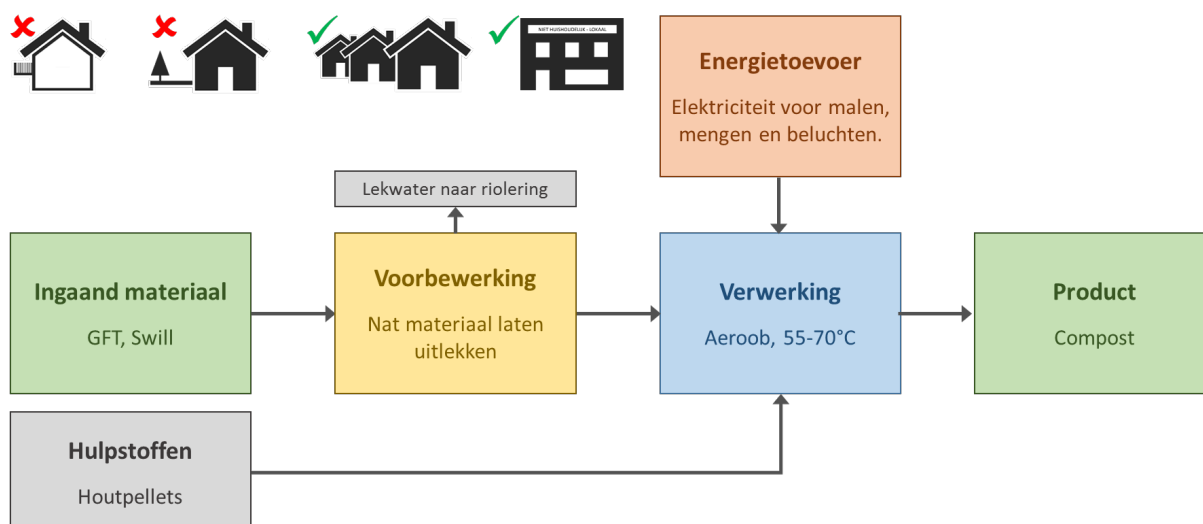 NIET HUISHOUDELIJK - LOKAAL
Energietoevoer
Elektriciteit voor malen,
mengen en beluchten.
Lekwater naar riolering
Ingaand materiaal
GFT, Swill
Voorbewerking
Nat materiaal laten
uitlekken
Verwerking
Aeroob, 55-70°C
Product
Compost
Hulpstoffen
Houtpellets